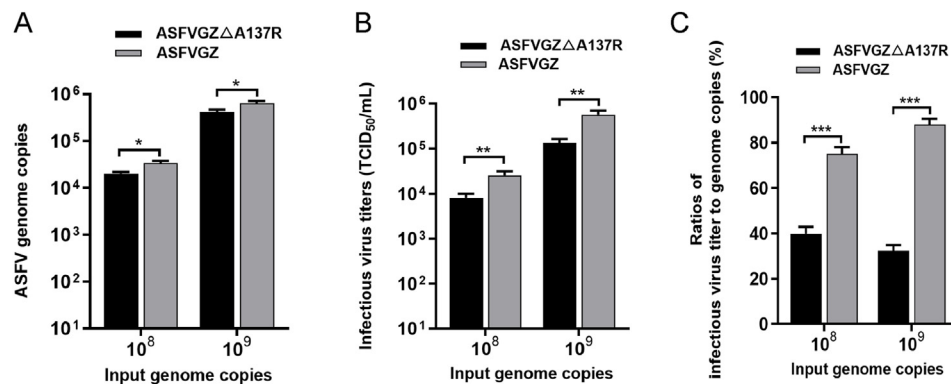 A
ASFVGZ△A137R
ASFVGZ
ASFV genome copies
10⁶
10⁵
10⁴
10³
10²
10¹
*
*
10⁸
10⁹
Input genome copies
B
ASFVGZ△A137R
ASFVGZ
Infectious virus titers (TCID₅₀/mL)
10⁶
10⁵
10⁴
10³
10²
10¹
**
**
10⁸
10⁹
Input genome copies
C
ASFVGZ△A137R
ASFVGZ
Ratios of
infectious virus titer to genome copies (%)
100
80
60
40
20
0
***
***
10⁸
10⁹
Input genome copies